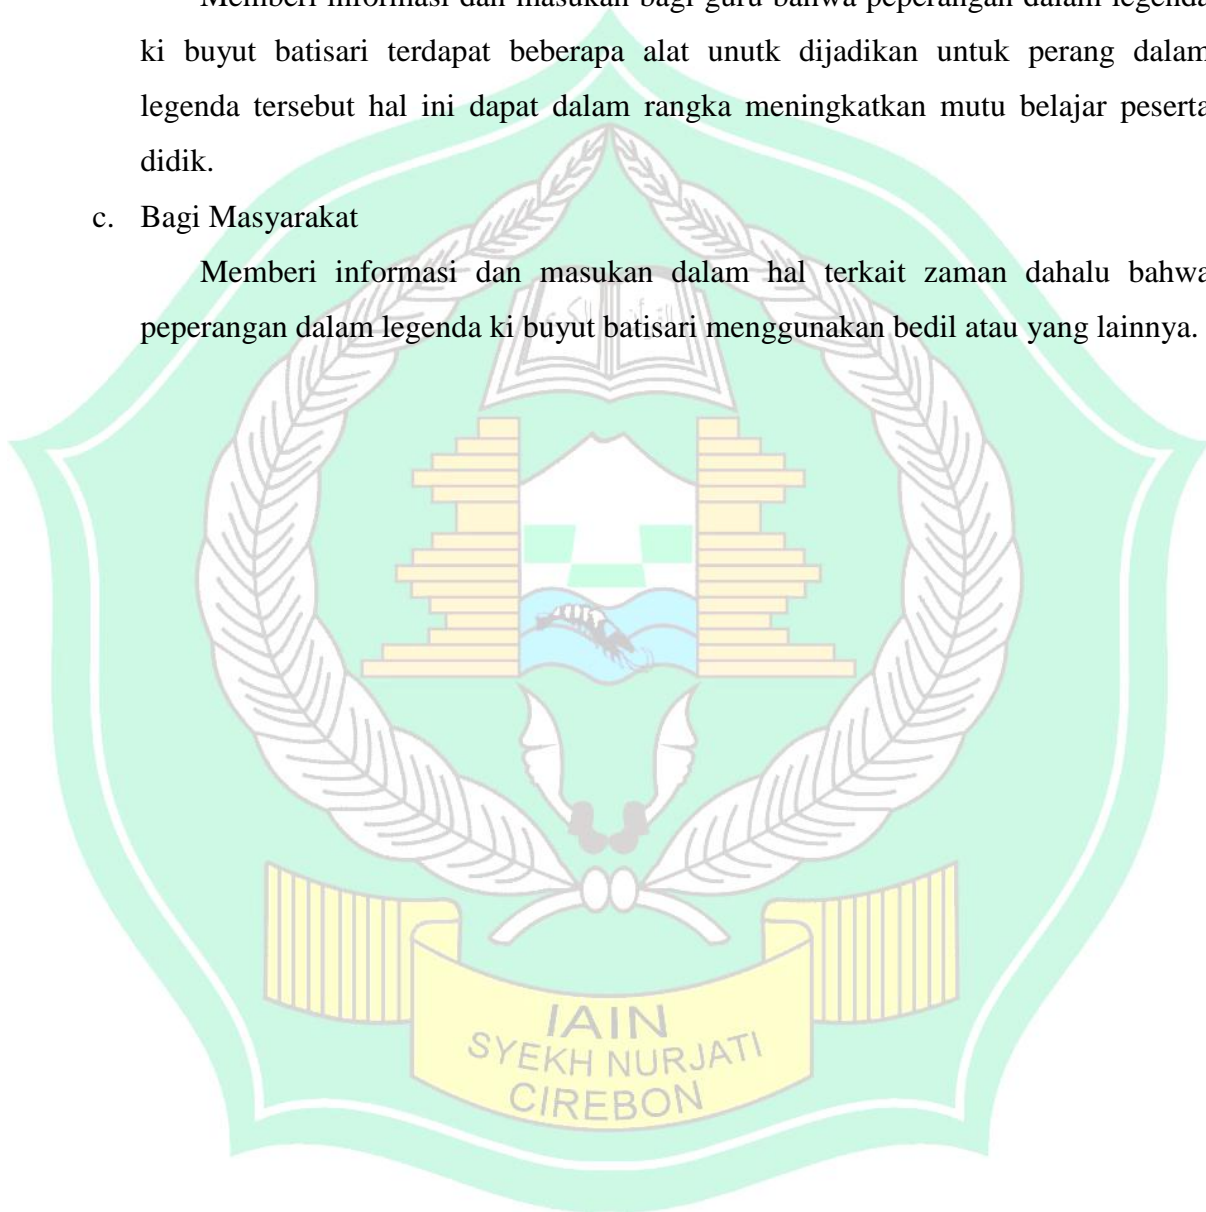 Memberi informasi dan masukan bagi guru bahwa peperangan dalam legenda
ki buyut batisari terdapat beberapa alat unutk dijadikan untuk perang dalam
legenda tersebut hal ini dapat dalam rangka meningkatkan mutu belajar peserta
didik.
c. Bagi Masyarakat
Memberi informasi dan masukan dalam hal terkait zaman dahalu bahwa
peperangan dalam legenda ki buyut batisari menggunakan bedil atau yang lainnya.
IAIN
SYEKH NURJATI
CIREBON